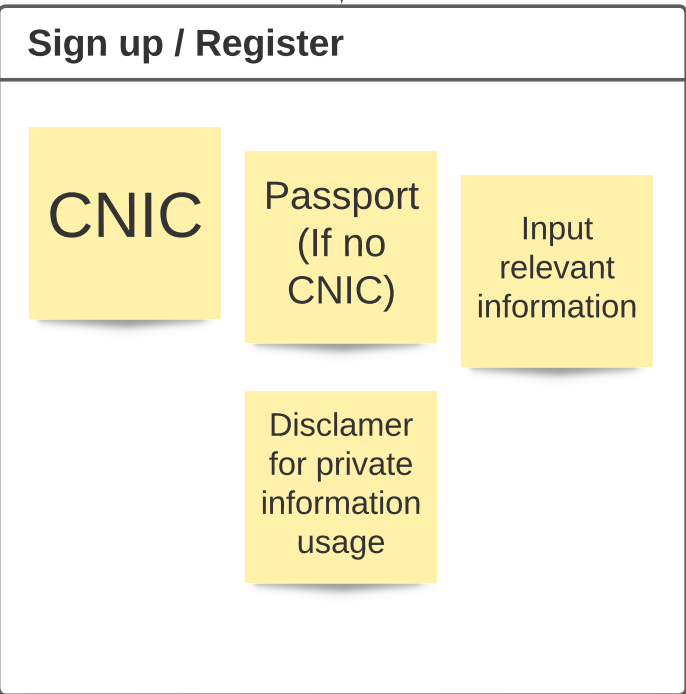 Sign up / Register
CNIC
Passport
(If no
CNIC)
Input
relevant
information
Disclamer
for private
information
usage